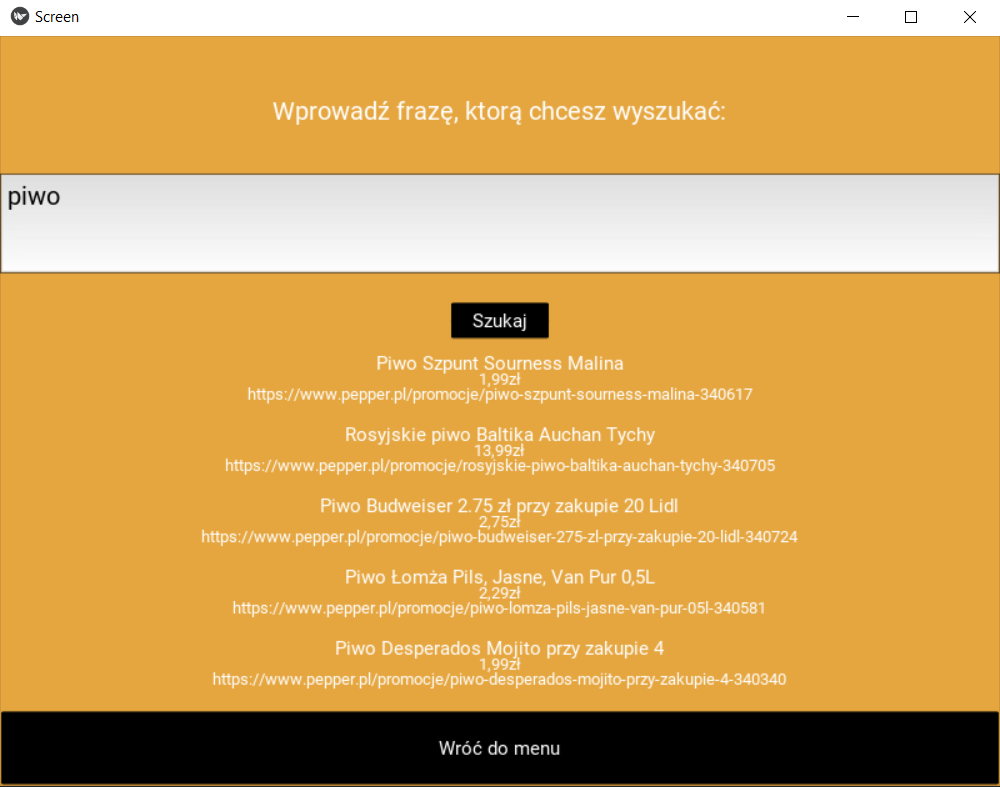 Screen
Wprowadź frazę, ktorą chcesz wyszukać:
piwo
Szukaj
Piwo Szpunt Sourness Malina
1,99zł
https://www.pepper.pl/promocje/piwo-szpunt-sourness-malina-340617
Rosyjskie piwo Baltika Auchan Tychy
13,99zł
https://www.pepper.pl/promocje/rosyjskie-piwo-baltika-auchan-tychy-340705
Piwo Budweiser 2.75 zł przy zakupie 20 Lidl
2,75zł
https://www.pepper.pl/promocje/piwo-budweiser-275-zl-przy-zakupie-20-lidl-340724
Piwo Łomża Pils, Jasne, Van Pur 0,5L
2,29zł
https://www.pepper.pl/promocje/piwo-lomza-pils-jasne-van-pur-05l-340581
Piwo Desperados Mojito przy zakupie 4
1,99zł
https://www.pepper.pl/promocje/piwo-desperados-mojito-przy-zakupie-4-340340
Wróć do menu